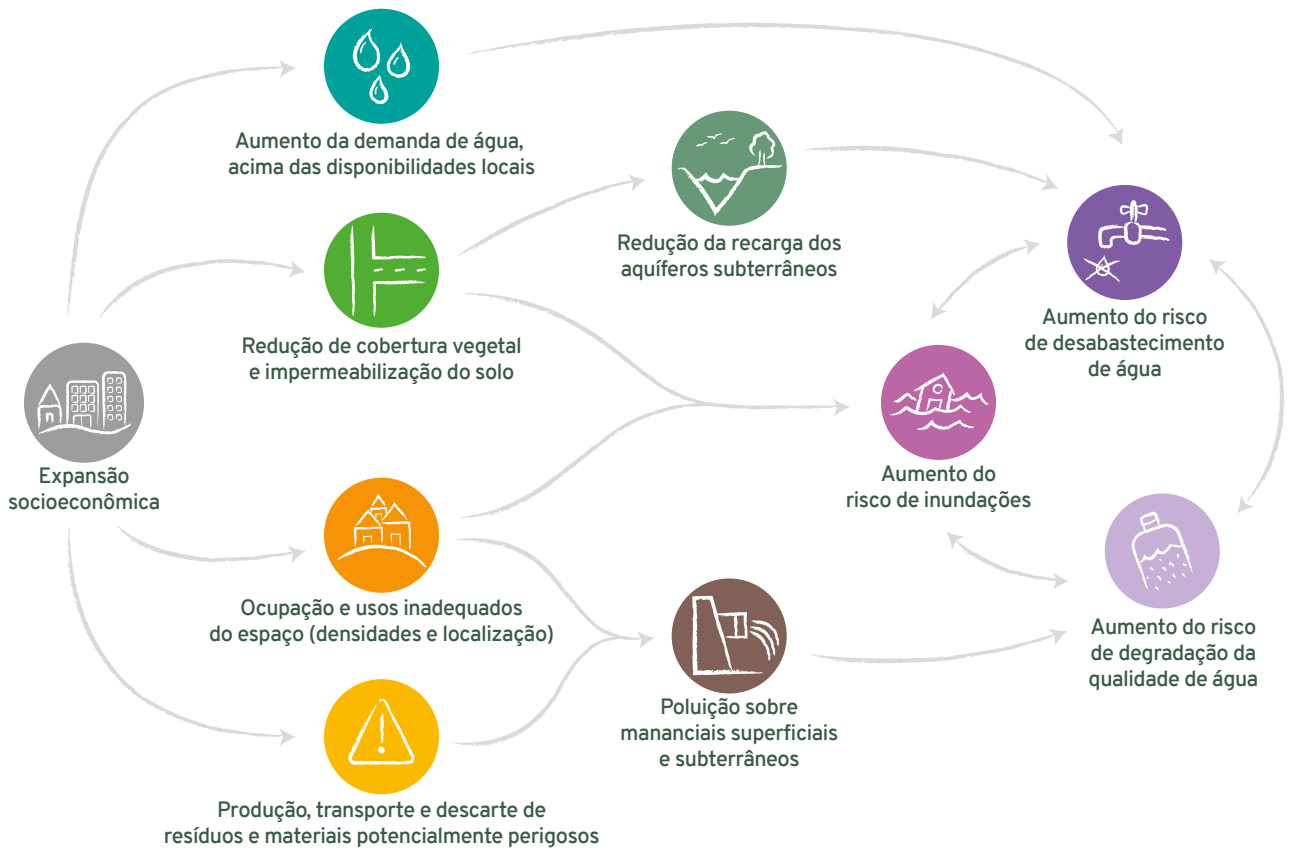 Aumento da demanda de água,
acima das disponibilidades locais
Redução da recarga dos
aquíferos subterrâneos
Redução de cobertura vegetal
e impermeabilização do solo
Aumento do risco
de desabastecimento
de água
Expansão
socioeconômica
Aumento do
risco de inundações
Ocupação e usos inadequados
do espaço (densidades e localização)
Aumento do risco
de degradação da
qualidade de água
Poluição sobre
mananciais superficiais
e subterrâneos
Produção, transporte e descarte de
resíduos e materiais potencialmente perigosos